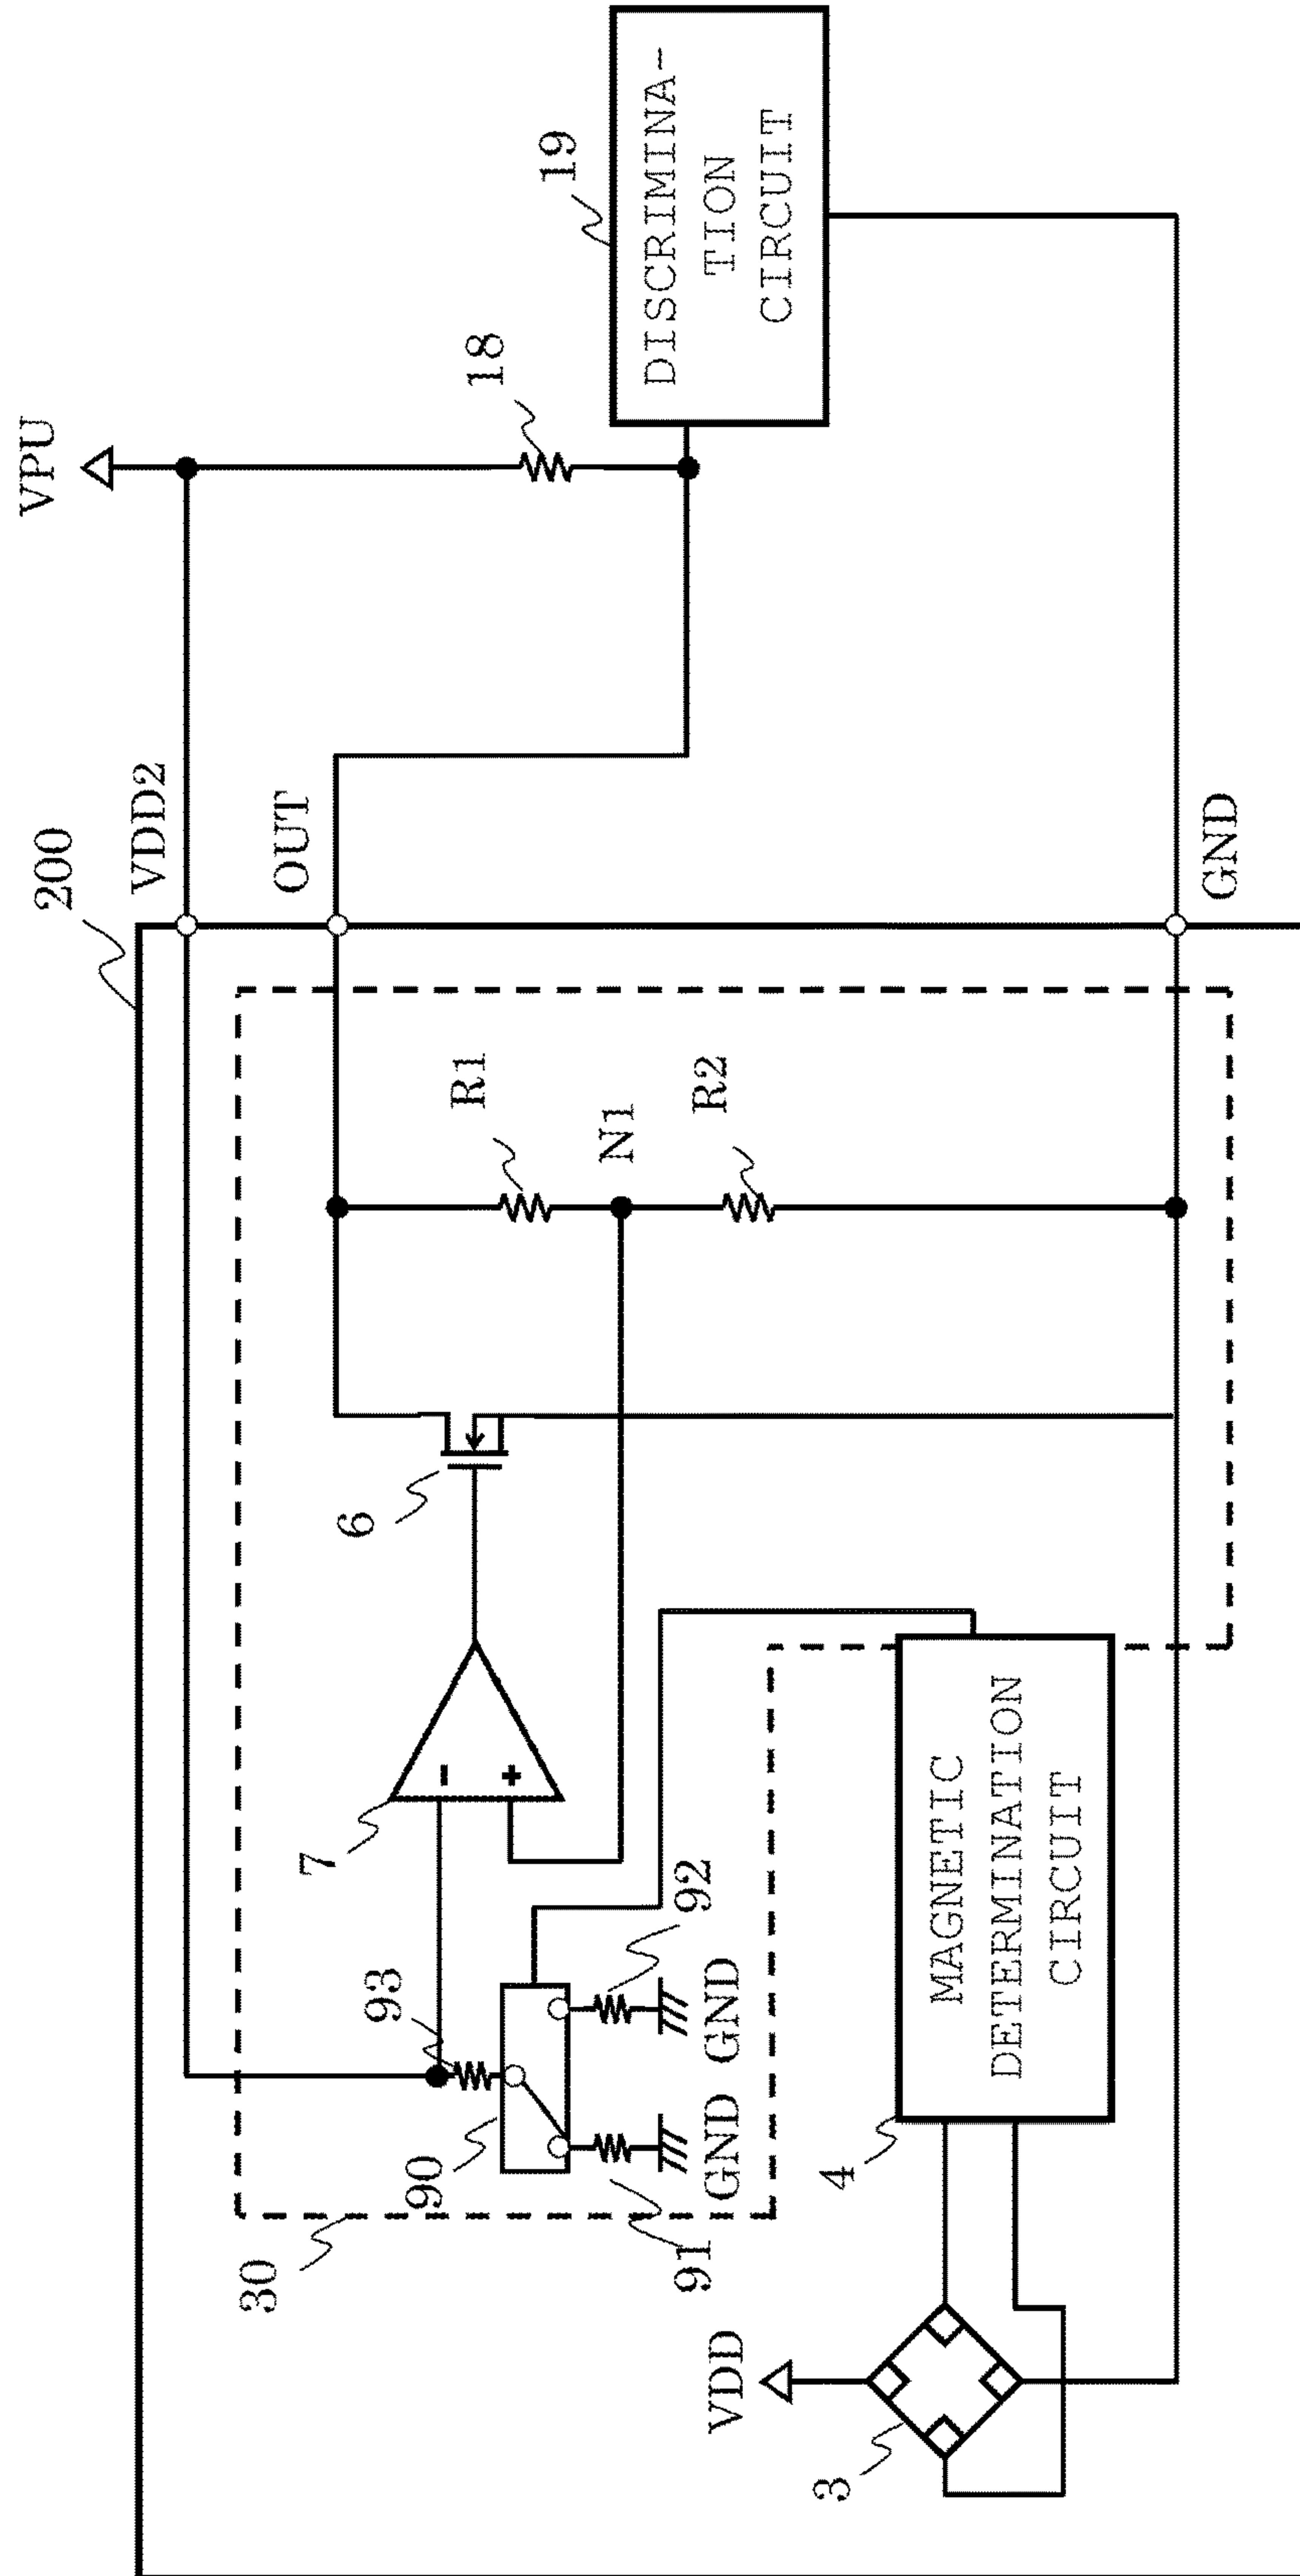 200
VPU
VDD2
OUT
18
19
DISCRIMINA-
TION
CIRCUIT
30
93
7
6
R1
N1
R2
90
91
92
GND
GND
VDD
3
4
MAGNETIC
DETERMINATION
CIRCUIT
-
+
GND